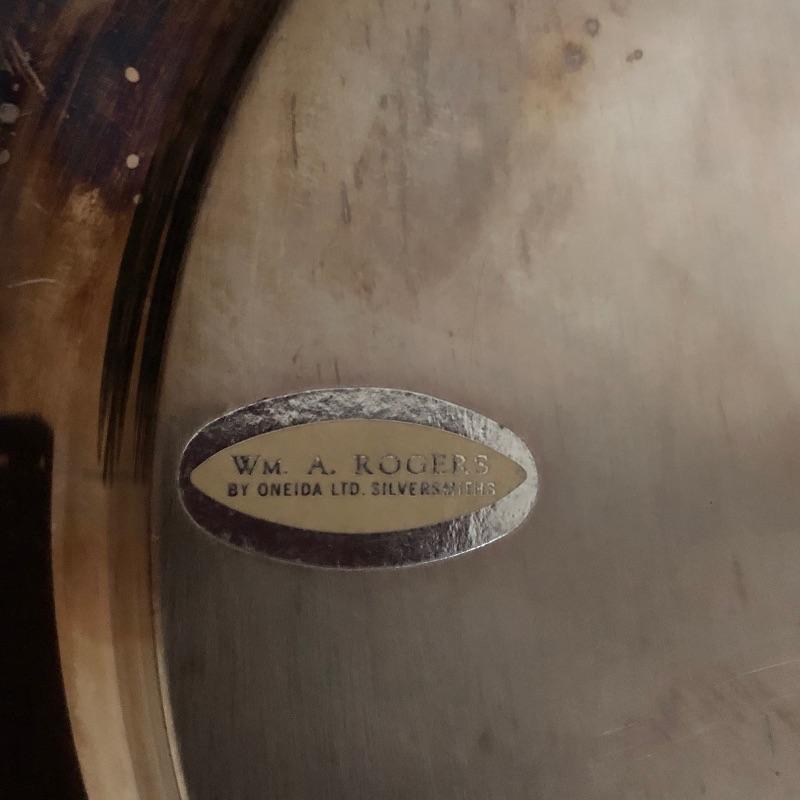 WM. A. ROGERS
BY ONEIDA LTD. SILVERSMITHS